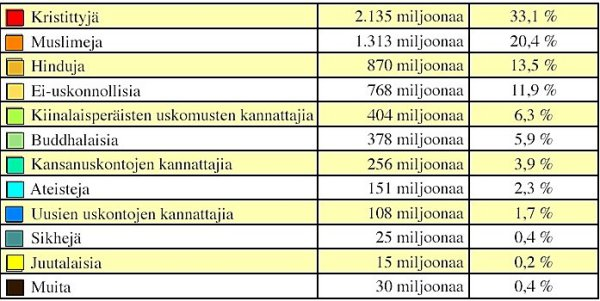 Kristittyjä 2.135 miljoonaa 33,1 %
Muslimeja 1.313 miljoonaa 20,4 %
Hinduja 870 miljoonaa 13,5 %
Ei-uskonnollisia 768 miljoonaa 11,9 %
Kiinalaisperäisten uskomusten kannattajia 404 miljoonaa 6,3 %
Buddhalaisia 378 miljoonaa 5,9 %
Kansanuskontojen kannattajia 256 miljoonaa 3,9 %
Ateisteja 151 miljoonaa 2,3 %
Uusien uskontojen kannattajia 108 miljoonaa 1,7 %
Sikhejä 25 miljoonaa 0,4 %
Juutalaisia 15 miljoonaa 0,2 %
Muita 30 miljoonaa 0,4 %